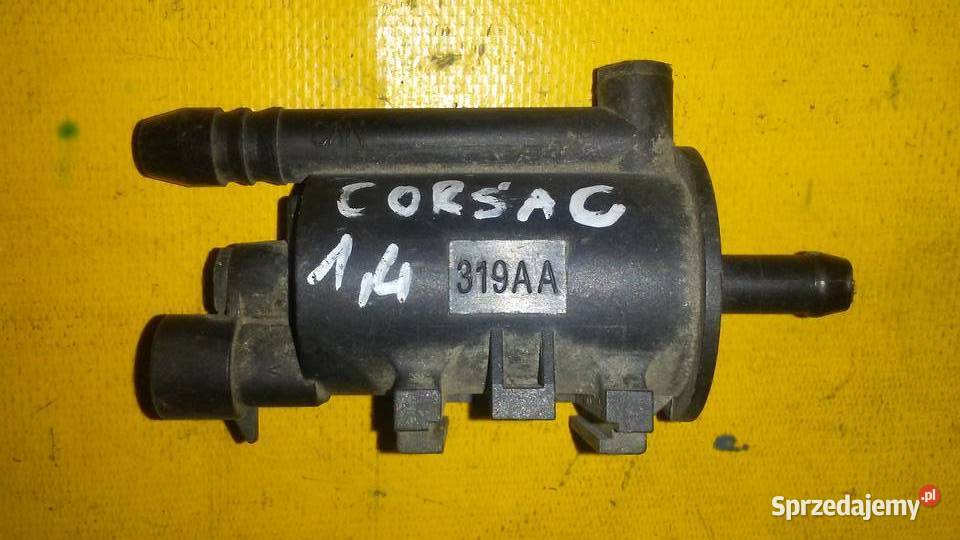 CORSA C
1,4
319AA
Sprzedajemy.pl